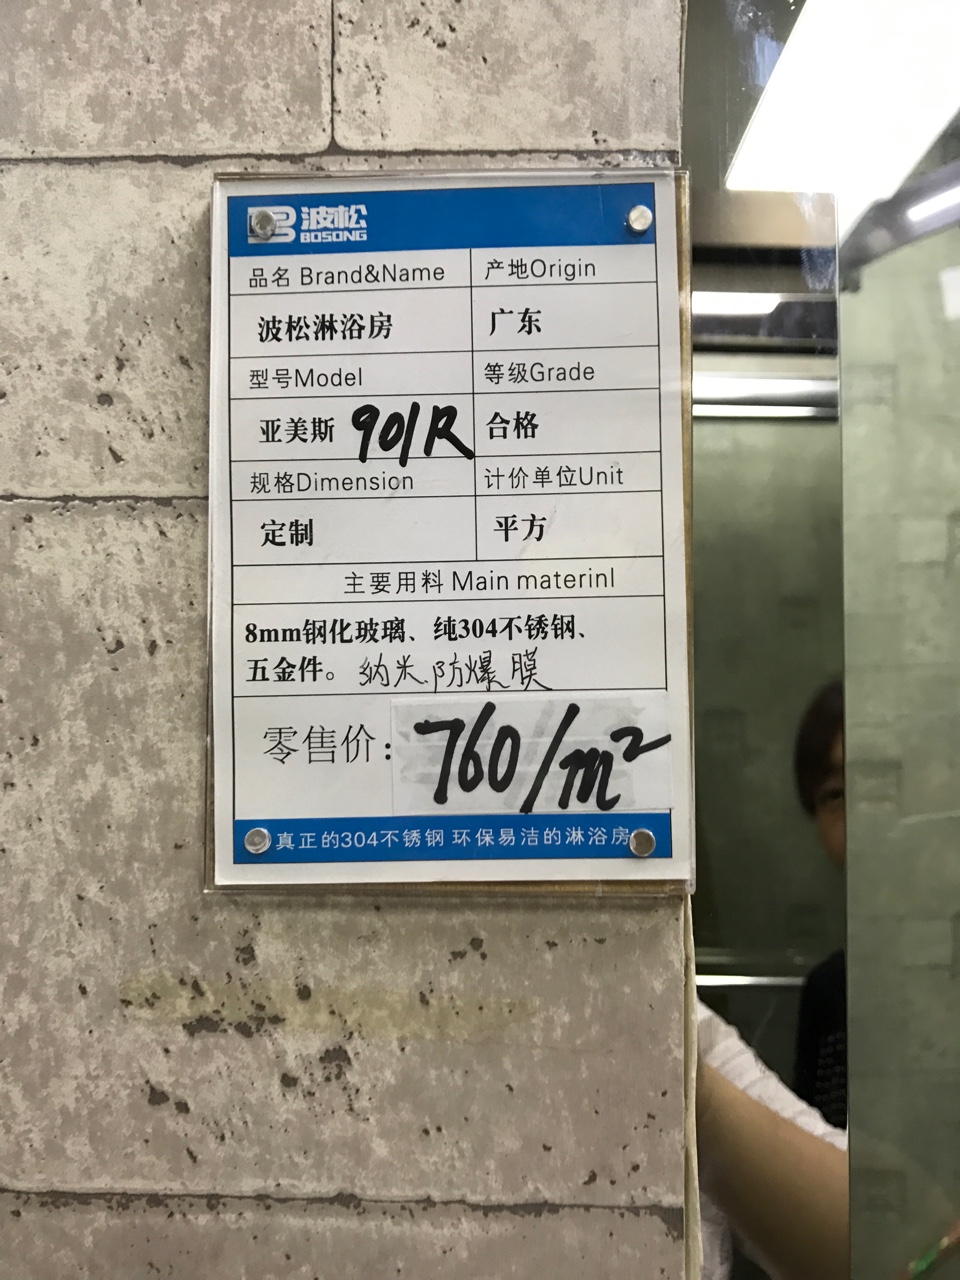 波松
BOSONG
品名 Brand&Name 产地Origin
波松淋浴房 广东
型号Model 等级Grade
亚美斯 901R 合格
规格Dimension 计价单位Unit
定制 平方
主要用料 Main materinl
8mm钢化玻璃、纯304不锈钢、
五金件。纳米防爆膜
零售价：760/m²
真正的304不锈钢 环保易洁的淋浴房